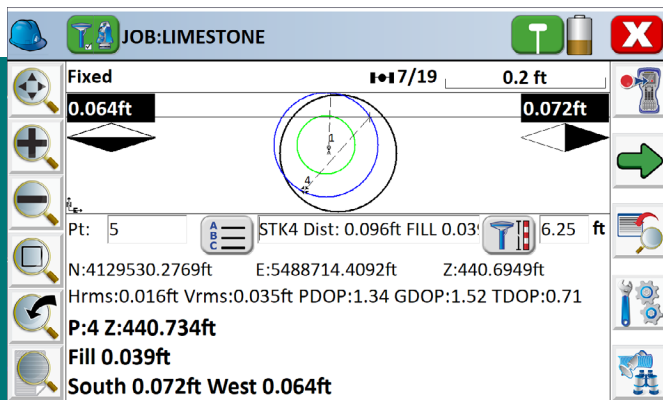 JOB:LIMESTONE
Fixed 7/19 0.2 ft
0.064ft 0.072ft
1
4
Pt: 5 A B C STK4 Dist: 0.096ft FILL 0.039 6.25 ft
N:4129530.2769ft E:5488714.4092ft Z:440.6949ft
Hrms:0.016ft Vrms:0.035ft PDOP:1.34 GDOP:1.52 TDOP:0.71
P:4 Z:440.734ft
Fill 0.039ft
South 0.072ft West 0.064ft